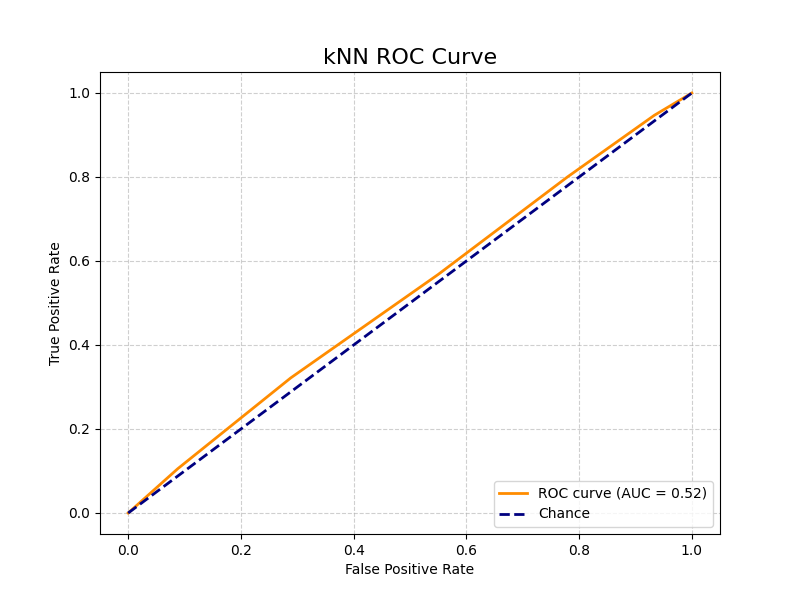 kNN ROC Curve
True Positive Rate
1.0
0.8
0.6
0.4
0.2
0.0
0.0 0.2 0.4 0.6 0.8 1.0
False Positive Rate
ROC curve (AUC = 0.52)
Chance